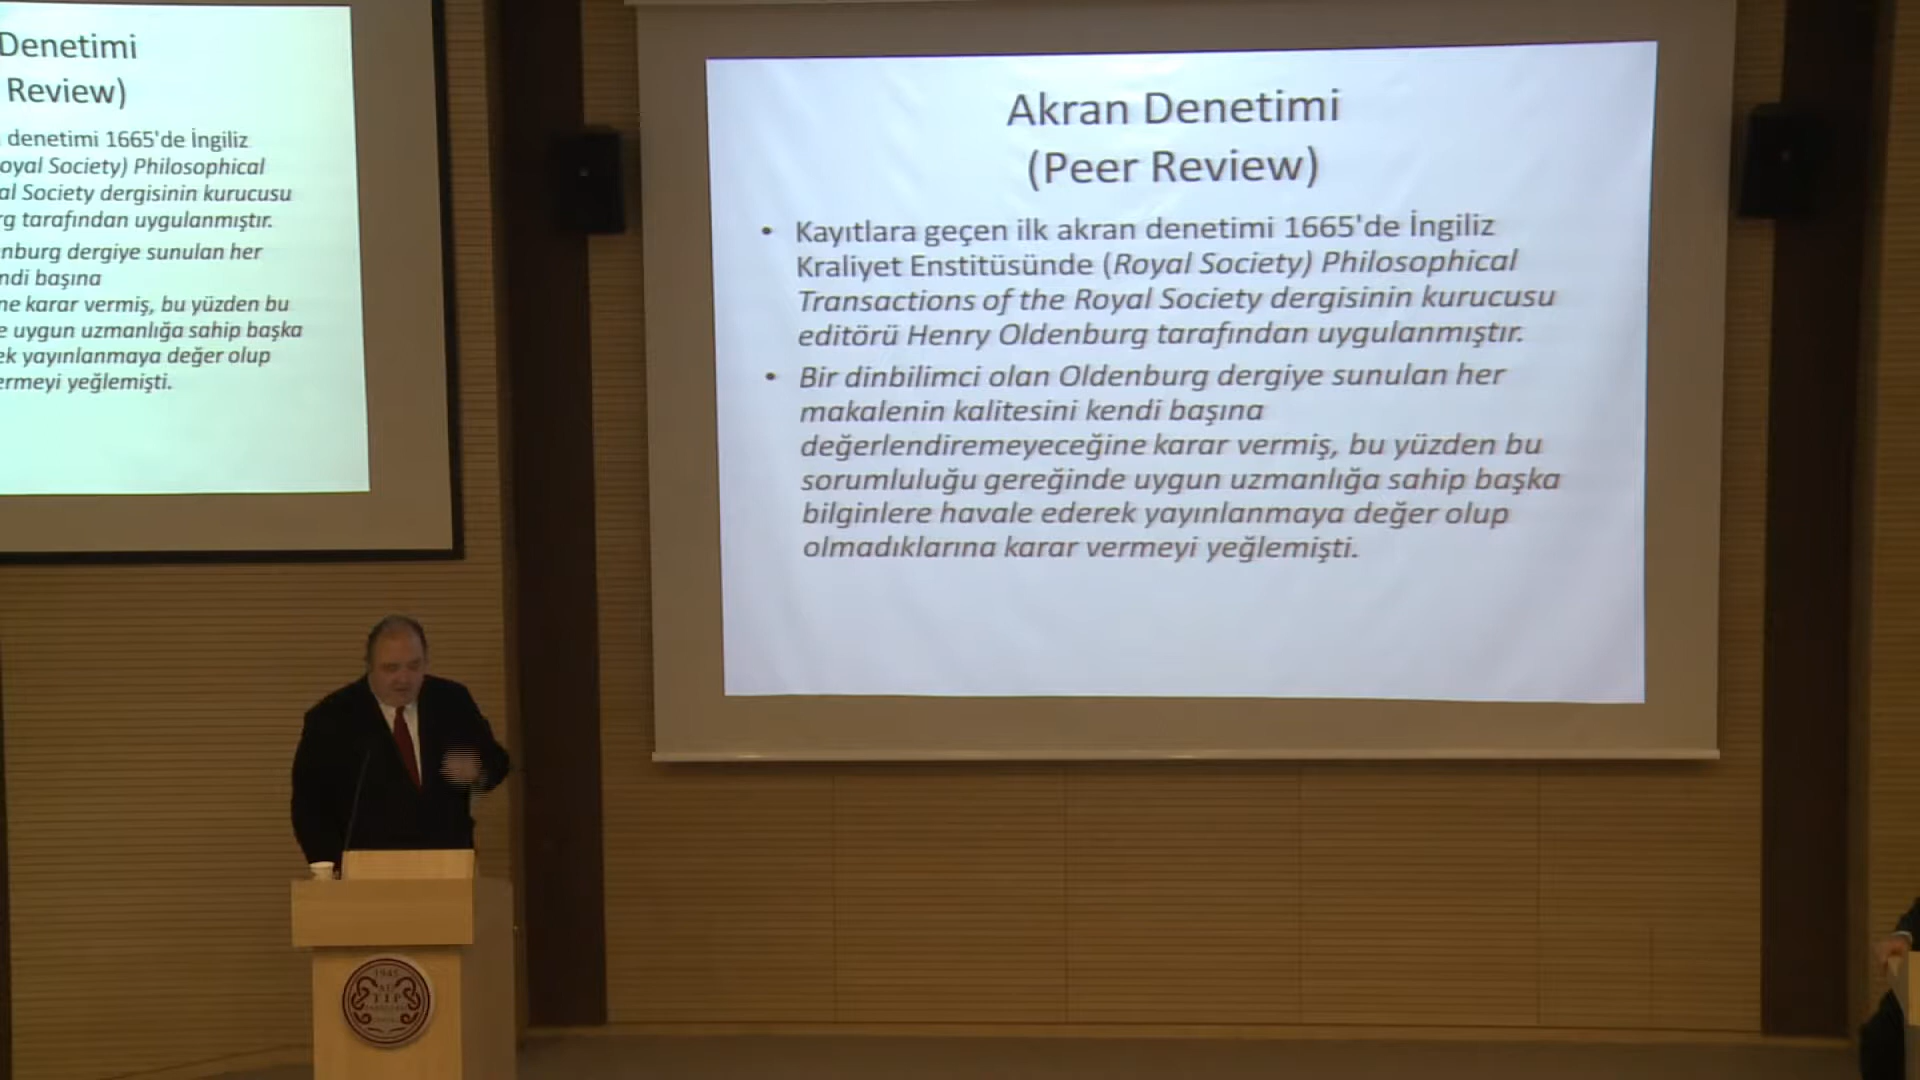 Denetimi
Review)
denetimi 1665'de İngiliz
oyal Society) Philosophical
al Society dergisinin kurucusu
rg tarafından uygulanmıştır.
nburg dergiye sunulan her
ndi başına
ne karar vermiş, bu yüzden bu
e uygun uzmanlığa sahip başka
ek yayınlanmaya değer olup
ermeyi yeğlemişti.
Akran Denetimi
(Peer Review)
• Kayıtlara geçen ilk akran denetimi 1665'de İngiliz
Kraliyet Enstitüsünde (Royal Society) Philosophical
Transactions of the Royal Society dergisinin kurucusu
editörü Henry Oldenburg tarafından uygulanmıştır.
• Bir dinbilimci olan Oldenburg dergiye sunulan her
makalenin kalitesini kendi başına
değerlendiremeyeceğine karar vermiş, bu yüzden bu
sorumluluğu gereğinde uygun uzmanlığa sahip başka
bilginlere havale ederek yayınlanmaya değer olup
olmadıklarına karar vermeyi yeğlemişti.
1945
TIP